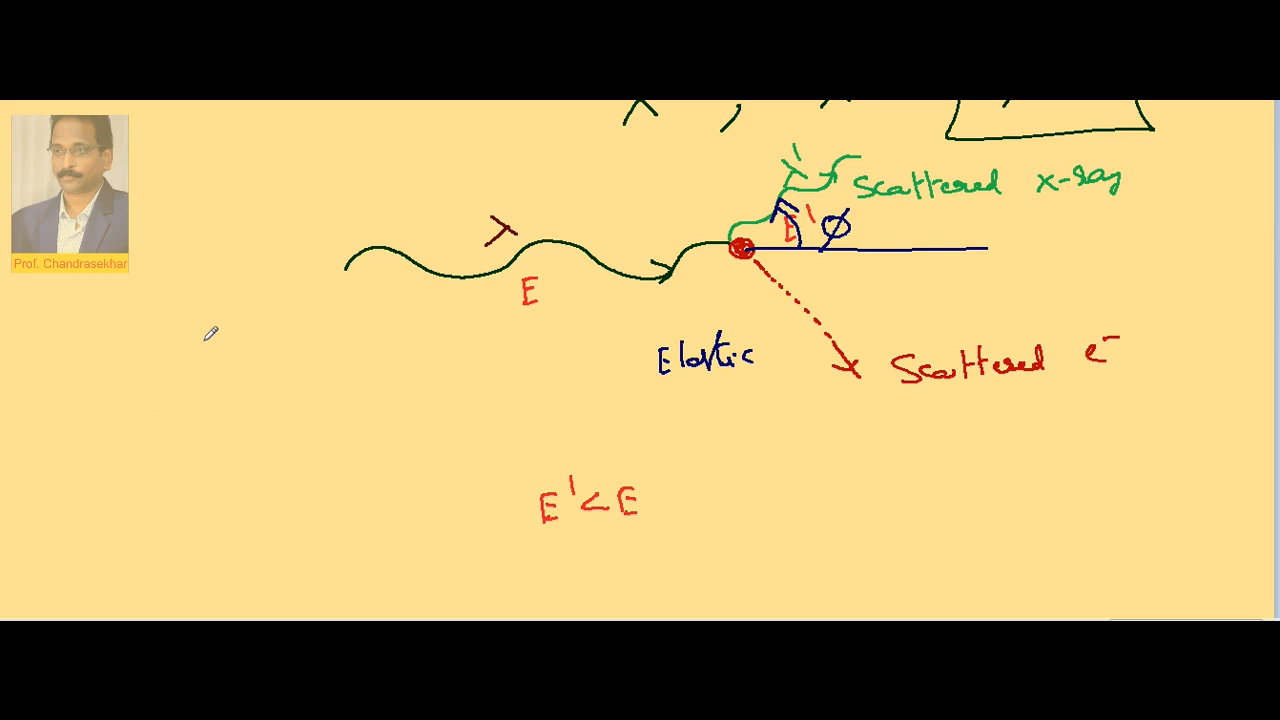 λ'
Scattered x-ray
λ
E'
ϕ
E
Prof. Chandrasekhar
Elastic
Scattered e⁻
E' < E